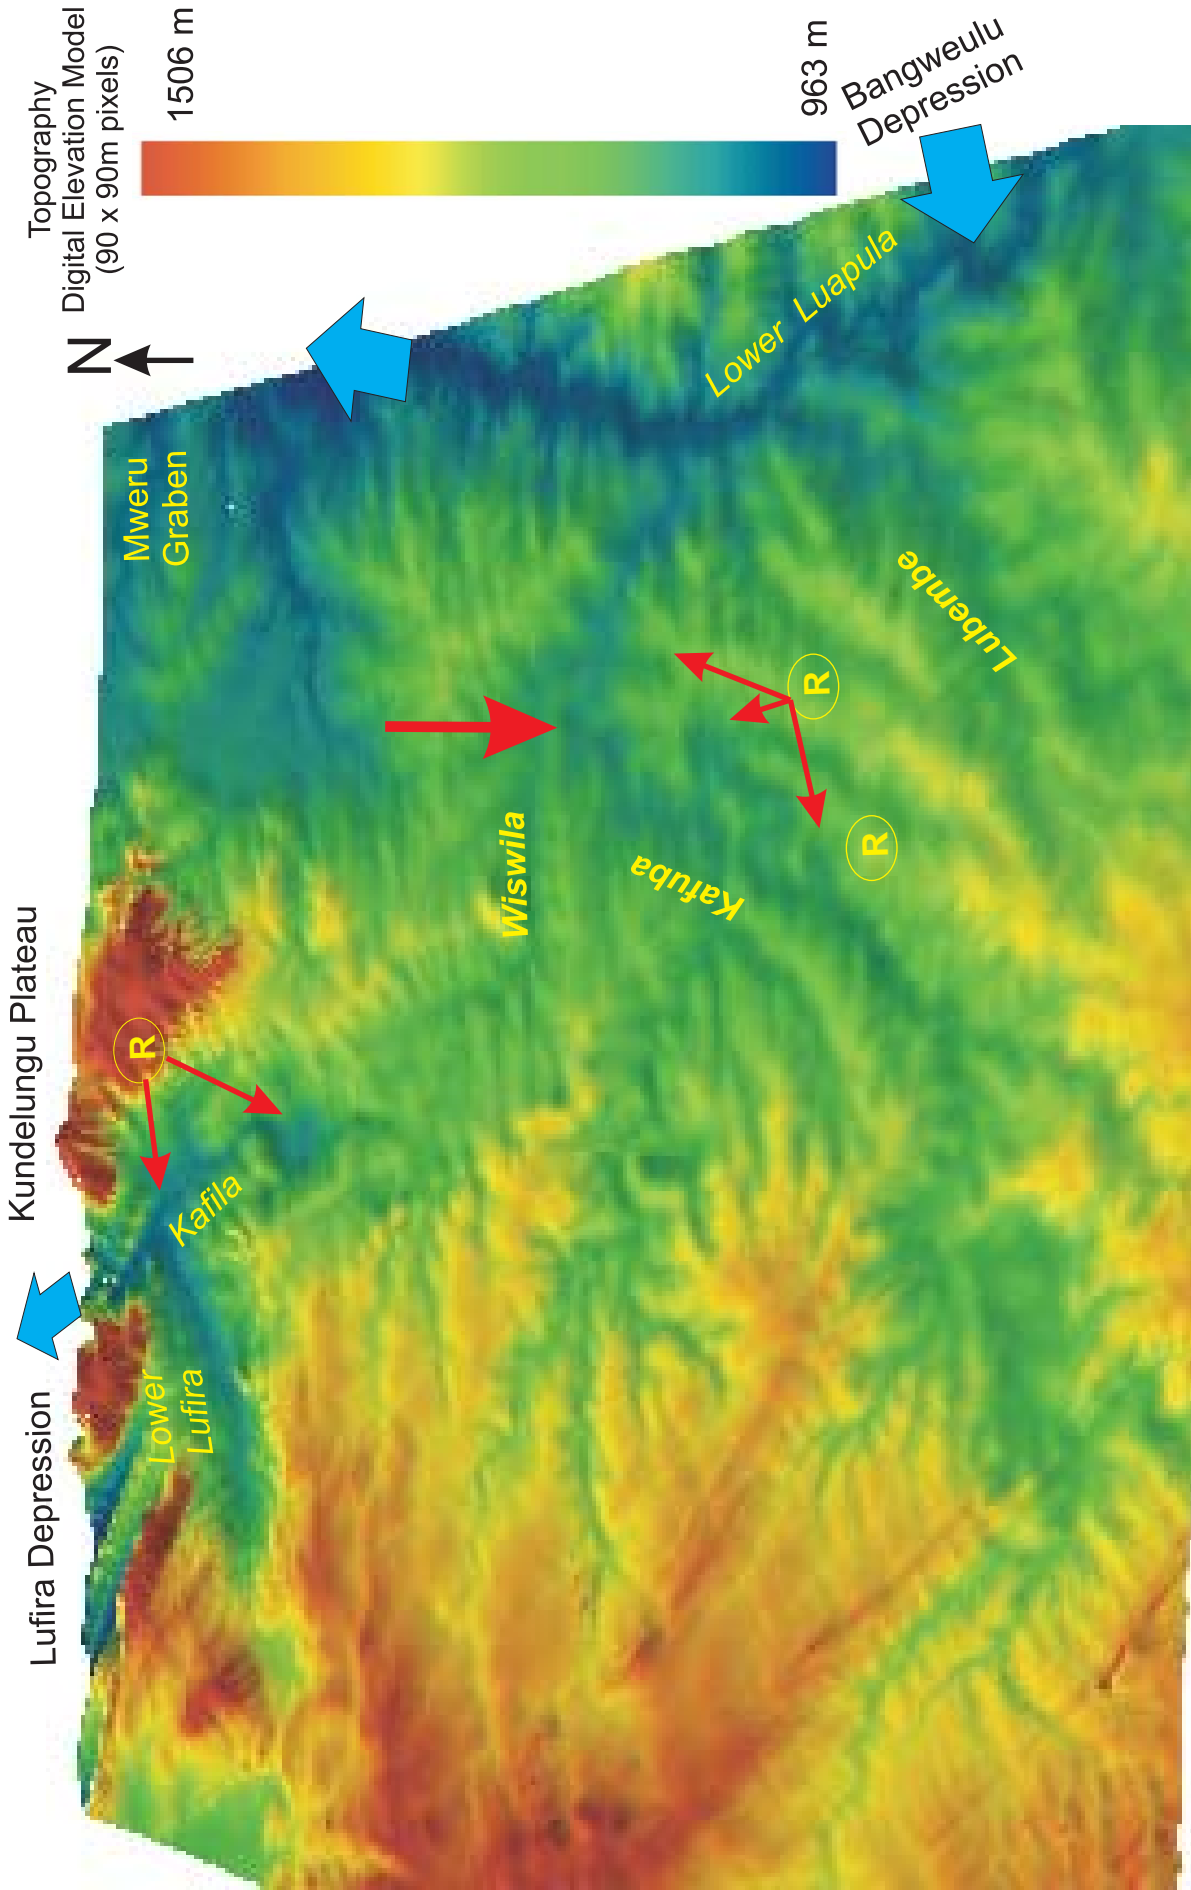 Lufira Depression
Kundelungu Plateau
N
Topography
Digital Elevation Model
(90 x 90m pixels)
1506 m
963 m
Bangweulu
Depression
Mweru
Graben
Lower
Lufira
Kafila
R
Wiswila
Kafuba
R
R
Lower Luapula
Lubembe